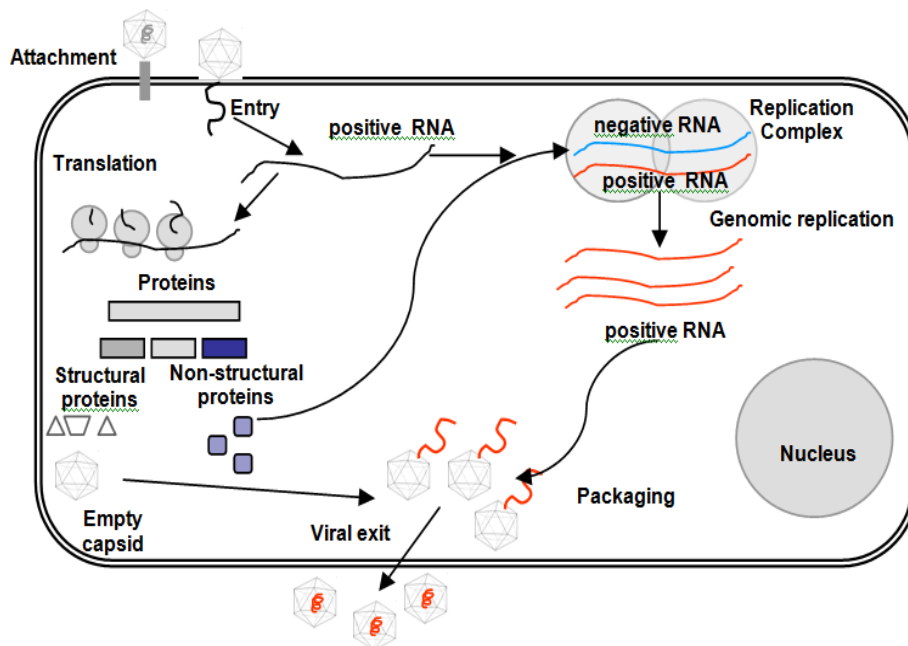 Attachment
Entry
positive RNA
negative RNA
positive RNA
Replication
Complex
Translation
Genomic replication
Proteins
positive RNA
Structural
proteins
Non-structural
proteins
Nucleus
Packaging
Empty
capsid
Viral exit